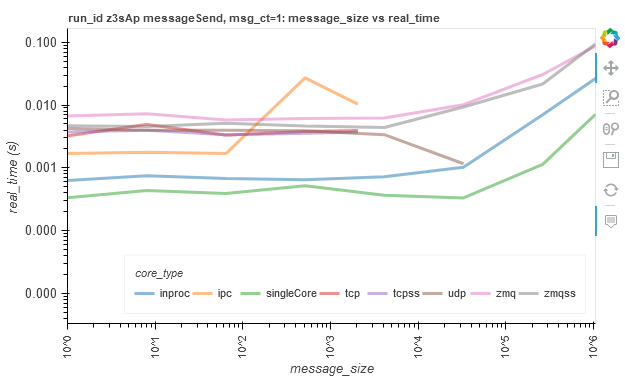 run_id z3sAp messageSend, msg_ct=1: message_size vs real_time
real_time (s)
0.100
0.010
0.001
0.000
0.000
core_type
inproc ipc singleCore tcp tcpss udp zmq zmqss
10^0 10^1 10^2 10^3 10^4 10^5 10^6
message_size